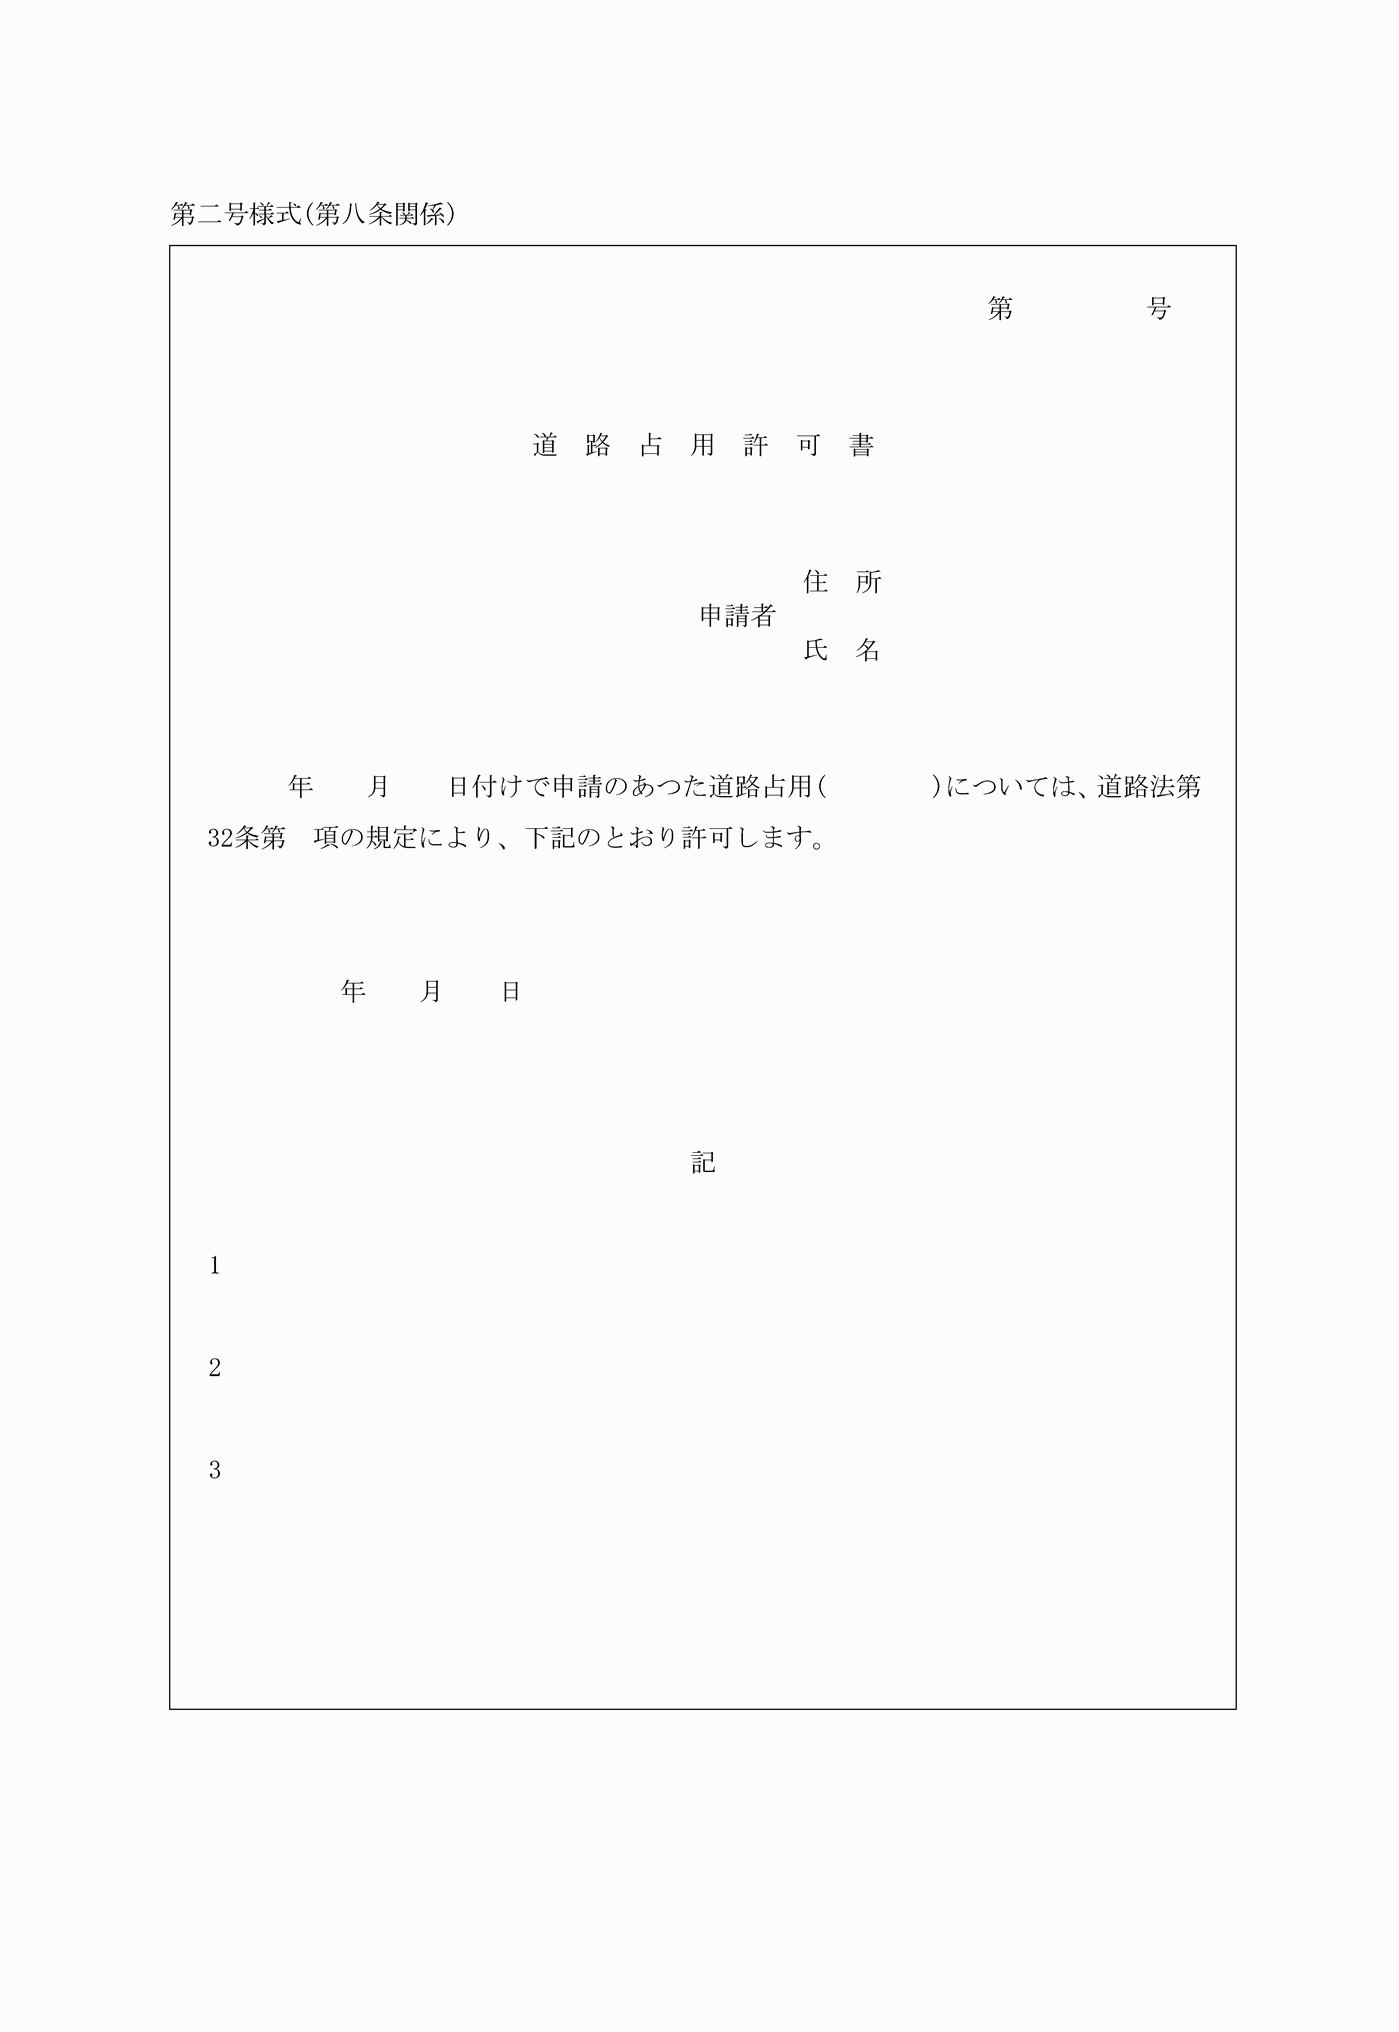 第二号様式(第八条関係)
第　　　　　号
道　路　占　用　許　可　書
住　所
申請者
氏　名
年　　月　　日付けで申請のあつた道路占用(　　　　)については、道路法第
32条第　項の規定により、下記のとおり許可します。
年　　月　　日
記
1
2
3